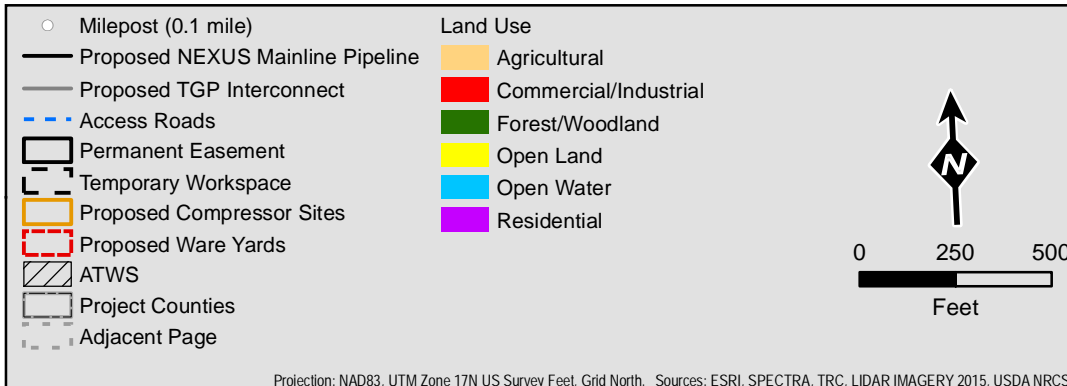 Milepost (0.1 mile)
Proposed NEXUS Mainline Pipeline
Proposed TGP Interconnect
Access Roads
Permanent Easement
Temporary Workspace
Proposed Compressor Sites
Proposed Ware Yards
ATWS
Project Counties
Adjacent Page
Land Use
Agricultural
Commercial/Industrial
Forest/Woodland
Open Land
Open Water
Residential
N
0 250 500
Feet
Projection: NAD83, UTM Zone 17N US Survey Feet, Grid North. Sources: ESRI, SPECTRA, TRC, LIDAR IMAGERY 2015, USDA NRCS